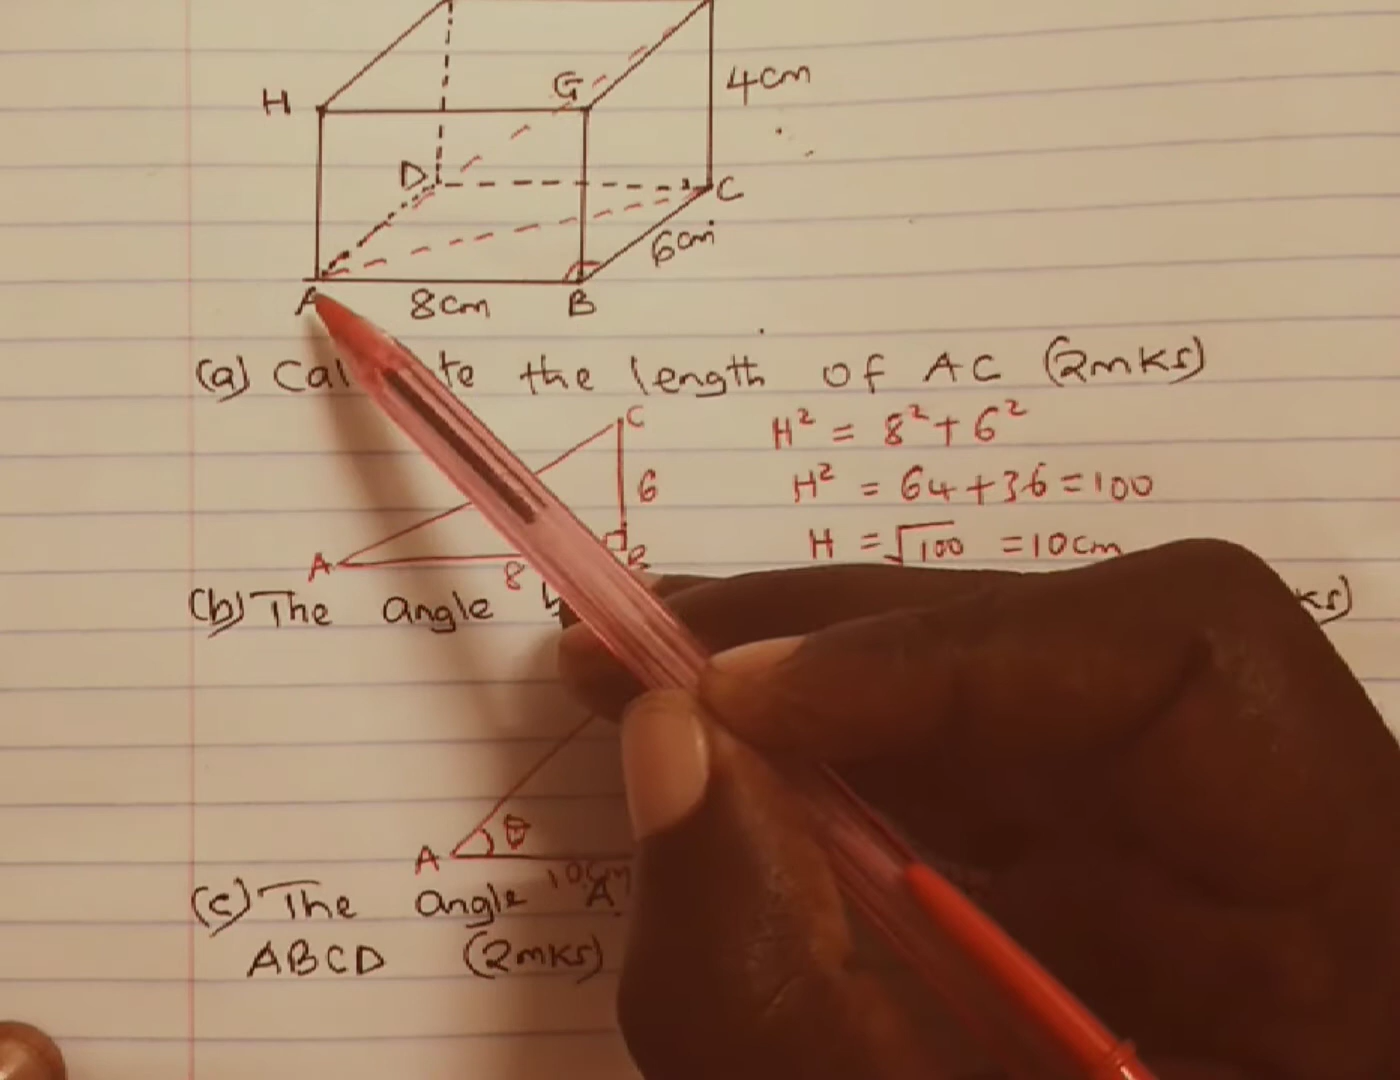 H
G
4cm
D
C
6cm
A
8cm
B
(a) Cal te the length of AC (2mks)
C
H² = 8² + 6²
6
H² = 64 + 36 = 100
H = √100 = 10cm
A
8
B
(b) The angle ks)
A
θ
10cm
(c) The angle A
ABCD (2mks)